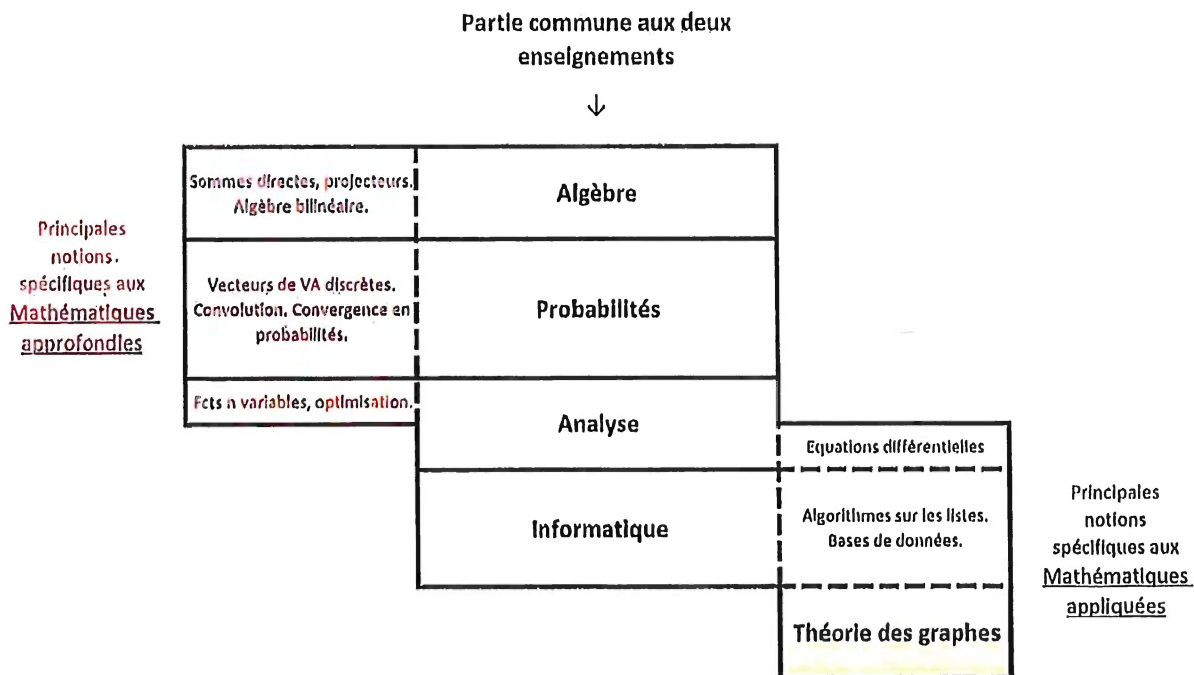 Partie commune aux deux
enseignements
↓
Sommes directes, projecteurs.
Algèbre bilinéaire.
Algèbre
Principales
notions.
spécifiques aux
Mathématiques
approfondies
Vecteurs de VA discrètes.
Convolution. Convergence en
probabilités.
Probabilités
Fcts n variables, optimisation.
Analyse
Equations différentielles
Informatique
Algorithmes sur les listes.
Bases de données.
Principales
notions
spécifiques aux
Mathématiques
appliquées
Théorie des graphes